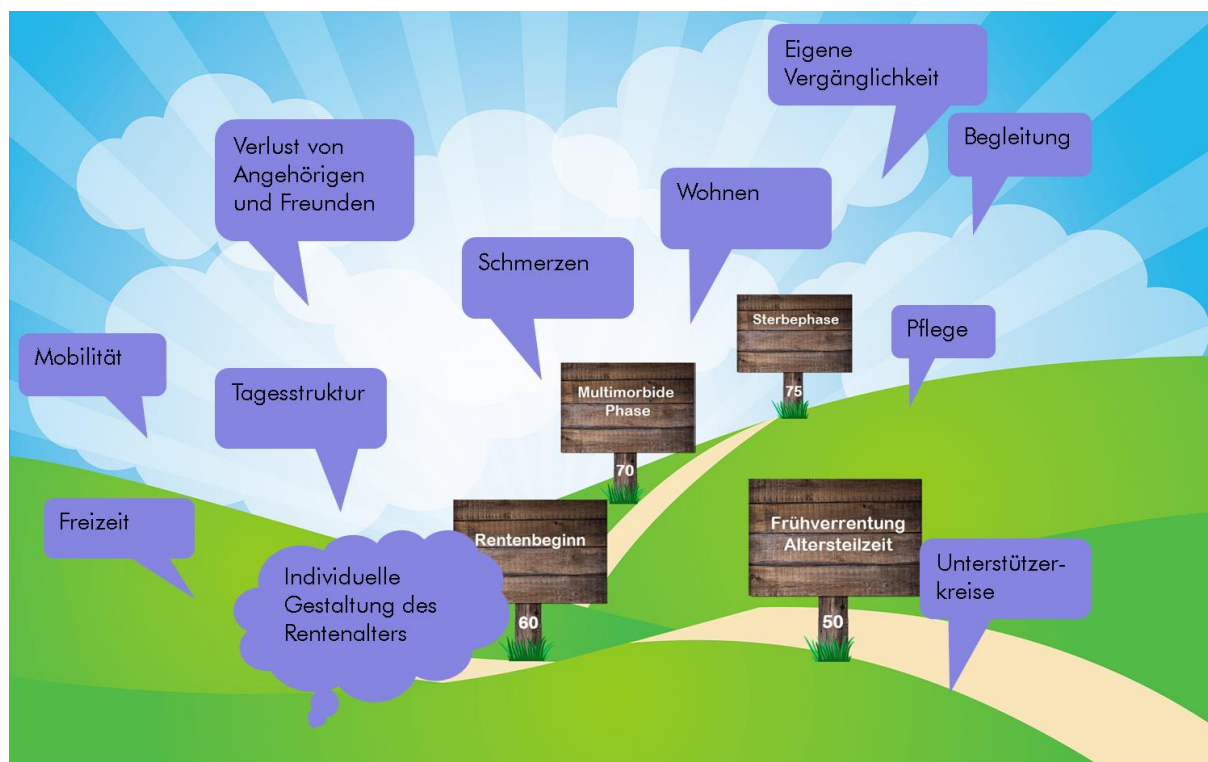 Eigene
Vergänglichkeit
Begleitung
Verlust von
Angehörigen
und Freunden
Wohnen
Schmerzen
Sterbephase
75
Pflege
Mobilität
Tagesstruktur
Multimorbide
Phase
70
Freizeit
Rentenbeginn
60
Frühverrentung
Altersteilzeit
50
Individuelle
Gestaltung des
Rentenalters
Unterstützer-
kreise